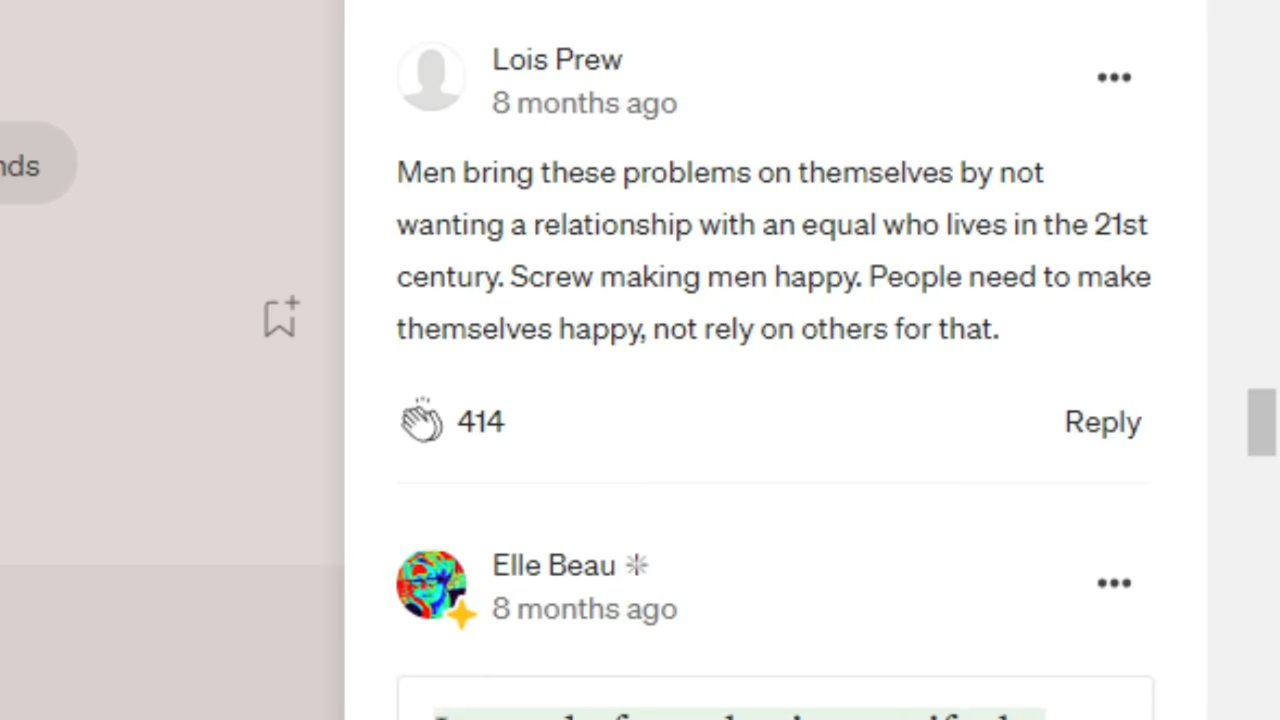 Lois Prew
8 months ago
nds
Men bring these problems on themselves by not
wanting a relationship with an equal who lives in the 21st
century. Screw making men happy. People need to make
themselves happy, not rely on others for that.
414
Reply
Elle Beau
8 months ago